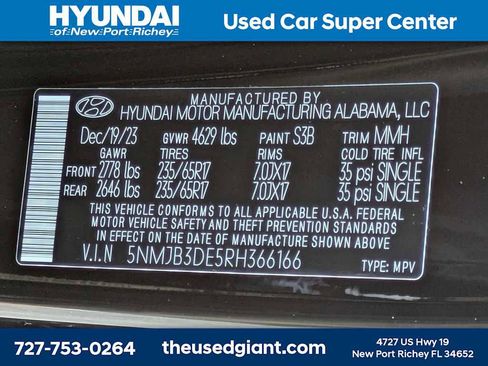 HYUNDAI
of New Port Richey
Used Car Super Center
MANUFACTURED BY
HYUNDAI MOTOR MANUFACTURING ALABAMA, LLC
Dec/19/23 GVWR 4629 lbs PAINT S3B TRIM MMH
GAWR TIRES RIMS COLD TIRE INFL
FRONT 2778 lbs 235/65R17 7.0JX17 35 psi SINGLE
REAR 2646 lbs 235/65R17 7.0JX17 35 psi SINGLE
THIS VEHICLE CONFORMS TO ALL APPLICABLE U.S.A. FEDERAL
MOTOR VEHICLE SAFETY AND THEFT PREVENTION STANDARDS
IN EFFECT ON THE DATE OF MANUFACTURE SHOWN ABOVE.
V.I.N 5NMJB3DE5RH366166 TYPE: MPV
727-753-0264
theusedgiant.com
4727 US Hwy 19
New Port Richey FL 34652